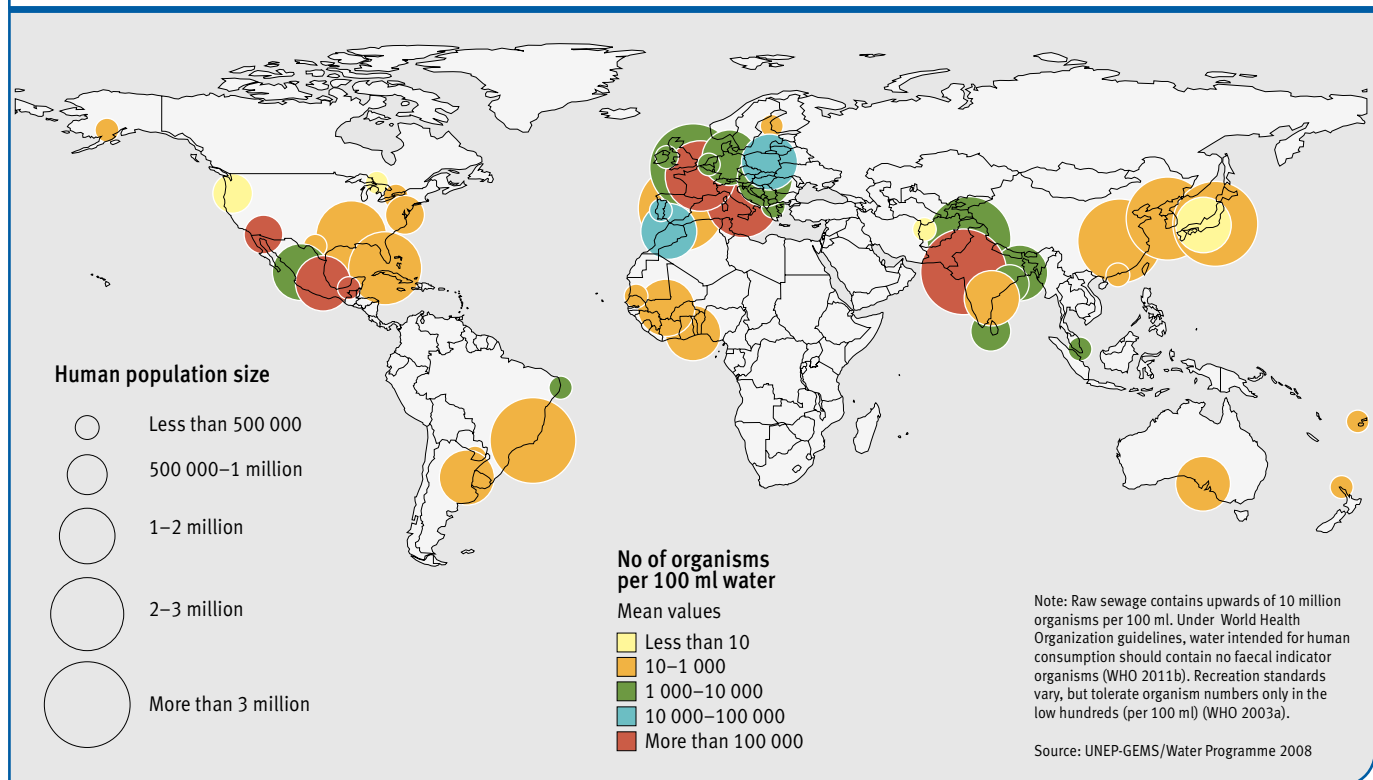 Human population size
Less than 500 000
500 000–1 million
1–2 million
2–3 million
More than 3 million
No of organisms
per 100 ml water
Mean values
Less than 10
10–1 000
1 000–10 000
10 000–100 000
More than 100 000
Note: Raw sewage contains upwards of 10 million
organisms per 100 ml. Under World Health
Organization guidelines, water intended for human
consumption should contain no faecal indicator
organisms (WHO 2011b). Recreation standards
vary, but tolerate organism numbers only in the
low hundreds (per 100 ml) (WHO 2003a).
Source: UNEP-GEMS/Water Programme 2008